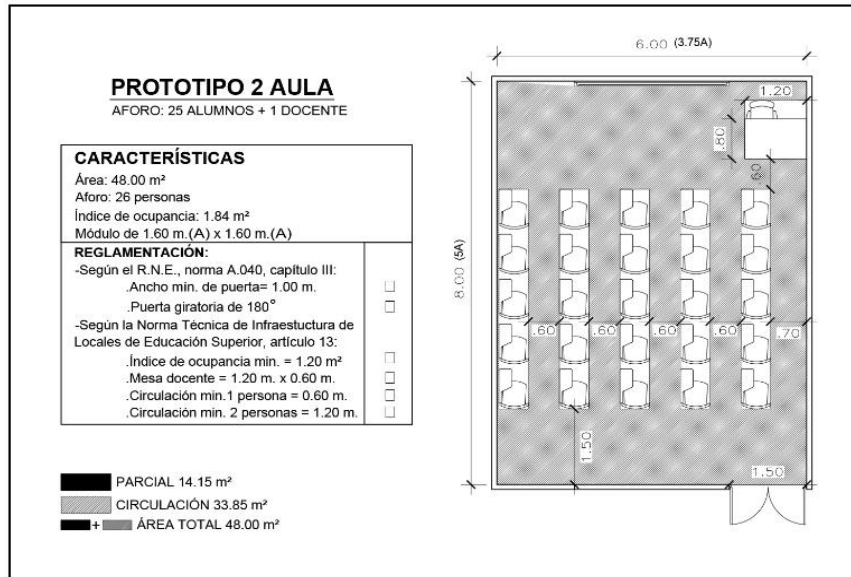 PROTOTIPO 2 AULA
AFORO: 25 ALUMNOS + 1 DOCENTE
CARACTERÍSTICAS
Área: 48.00 m²
Aforo: 26 personas
Índice de ocupancia: 1.84 m²
Módulo de 1.60 m.(A) x 1.60 m.(A)
REGLAMENTACIÓN:
-Según el R.N.E., norma A.040, capítulo III:
.Ancho mín. de puerta= 1.00 m.
.Puerta giratoria de 180°
-Según la Norma Técnica de Infraestuctura de
Locales de Educación Superior, artículo 13:
.Índice de ocupancia min. = 1.20 m²
.Mesa docente = 1.20 m. x 0.60 m.
.Circulación min.1 persona = 0.60 m.
.Circulación min. 2 personas = 1.20 m.
PARCIAL 14.15 m²
CIRCULACIÓN 33.85 m²
+ ÁREA TOTAL 48.00 m²
6.00 (3.75A)
1.20
.80
.60
8.00 (5A)
.60 .60 .60 .60 .70
1.50
1.50